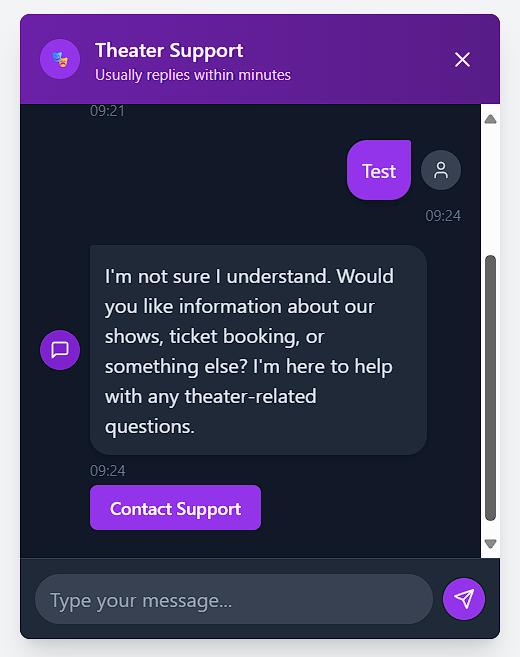 Theater Support
Usually replies within minutes
09:21
Test
09:24
I'm not sure I understand. Would
you like information about our
shows, ticket booking, or
something else? I'm here to help
with any theater-related
questions.
09:24
Contact Support
Type your message...